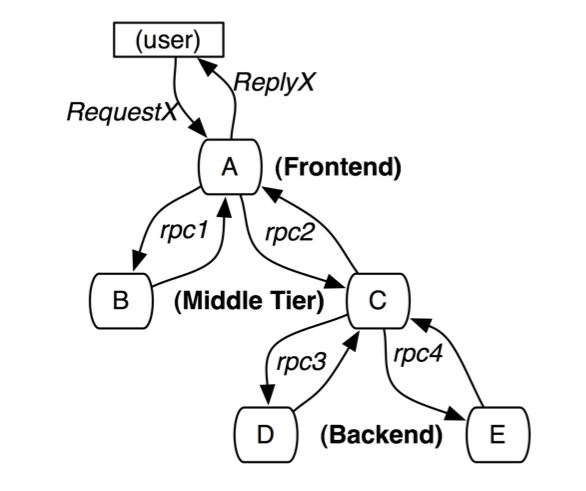 (user)
ReplyX
RequestX
A (Frontend)
rpc1 rpc2
B (Middle Tier) C
rpc3 rpc4
D (Backend) E